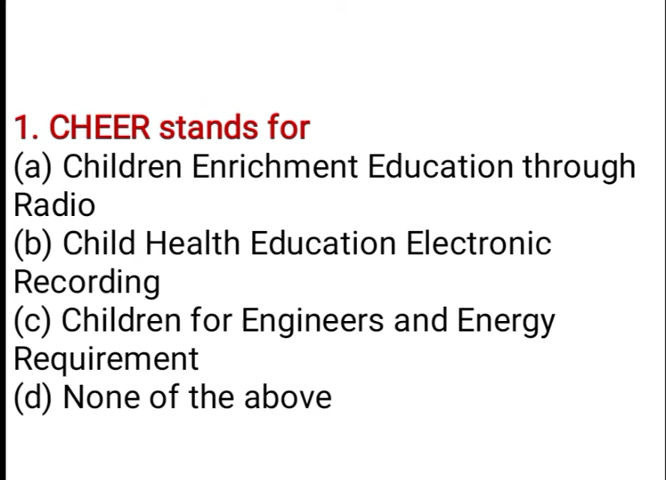 1. CHEER stands for
(a) Children Enrichment Education through
Radio
(b) Child Health Education Electronic
Recording
(c) Children for Engineers and Energy
Requirement
(d) None of the above